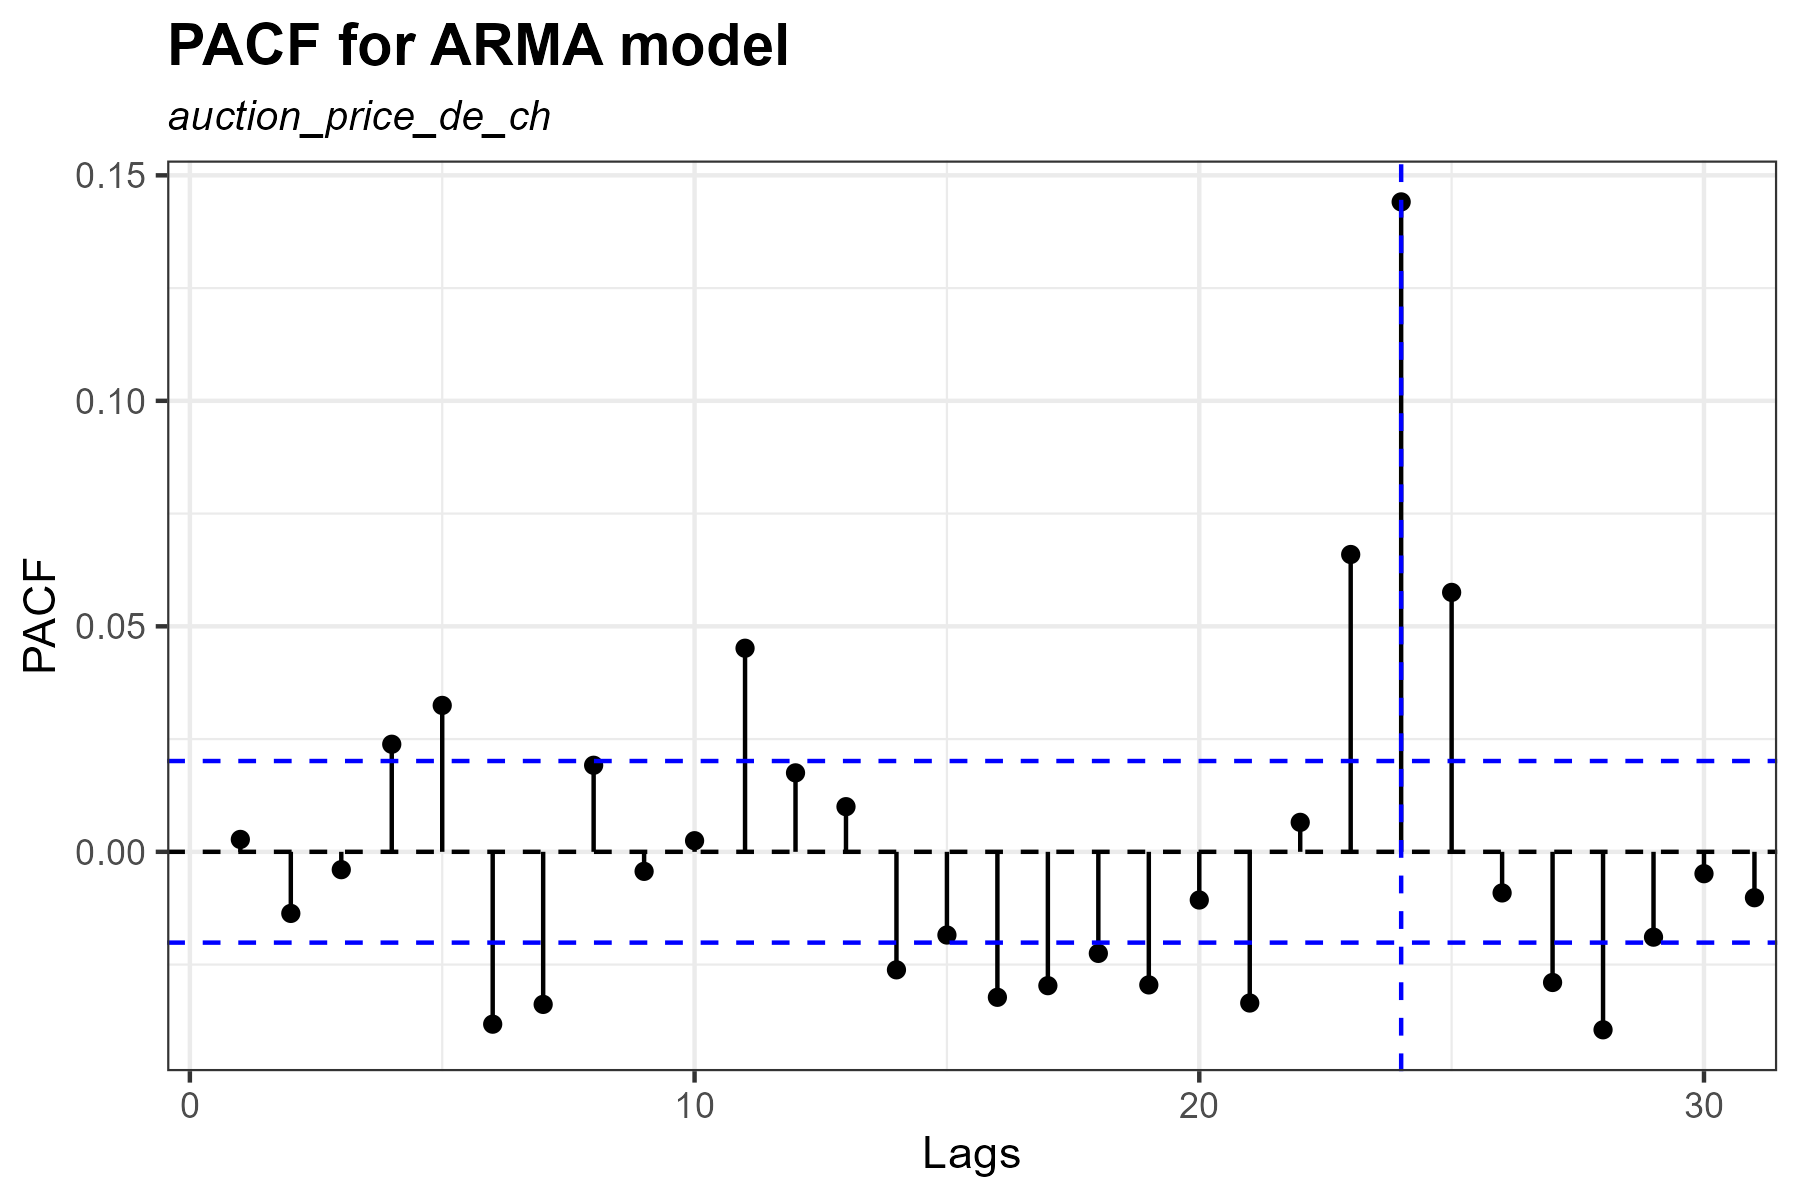 PACF for ARMA model
auction_price_de_ch
0.15
0.10
0.05
0.00
PACF
0 10 20 30
Lags